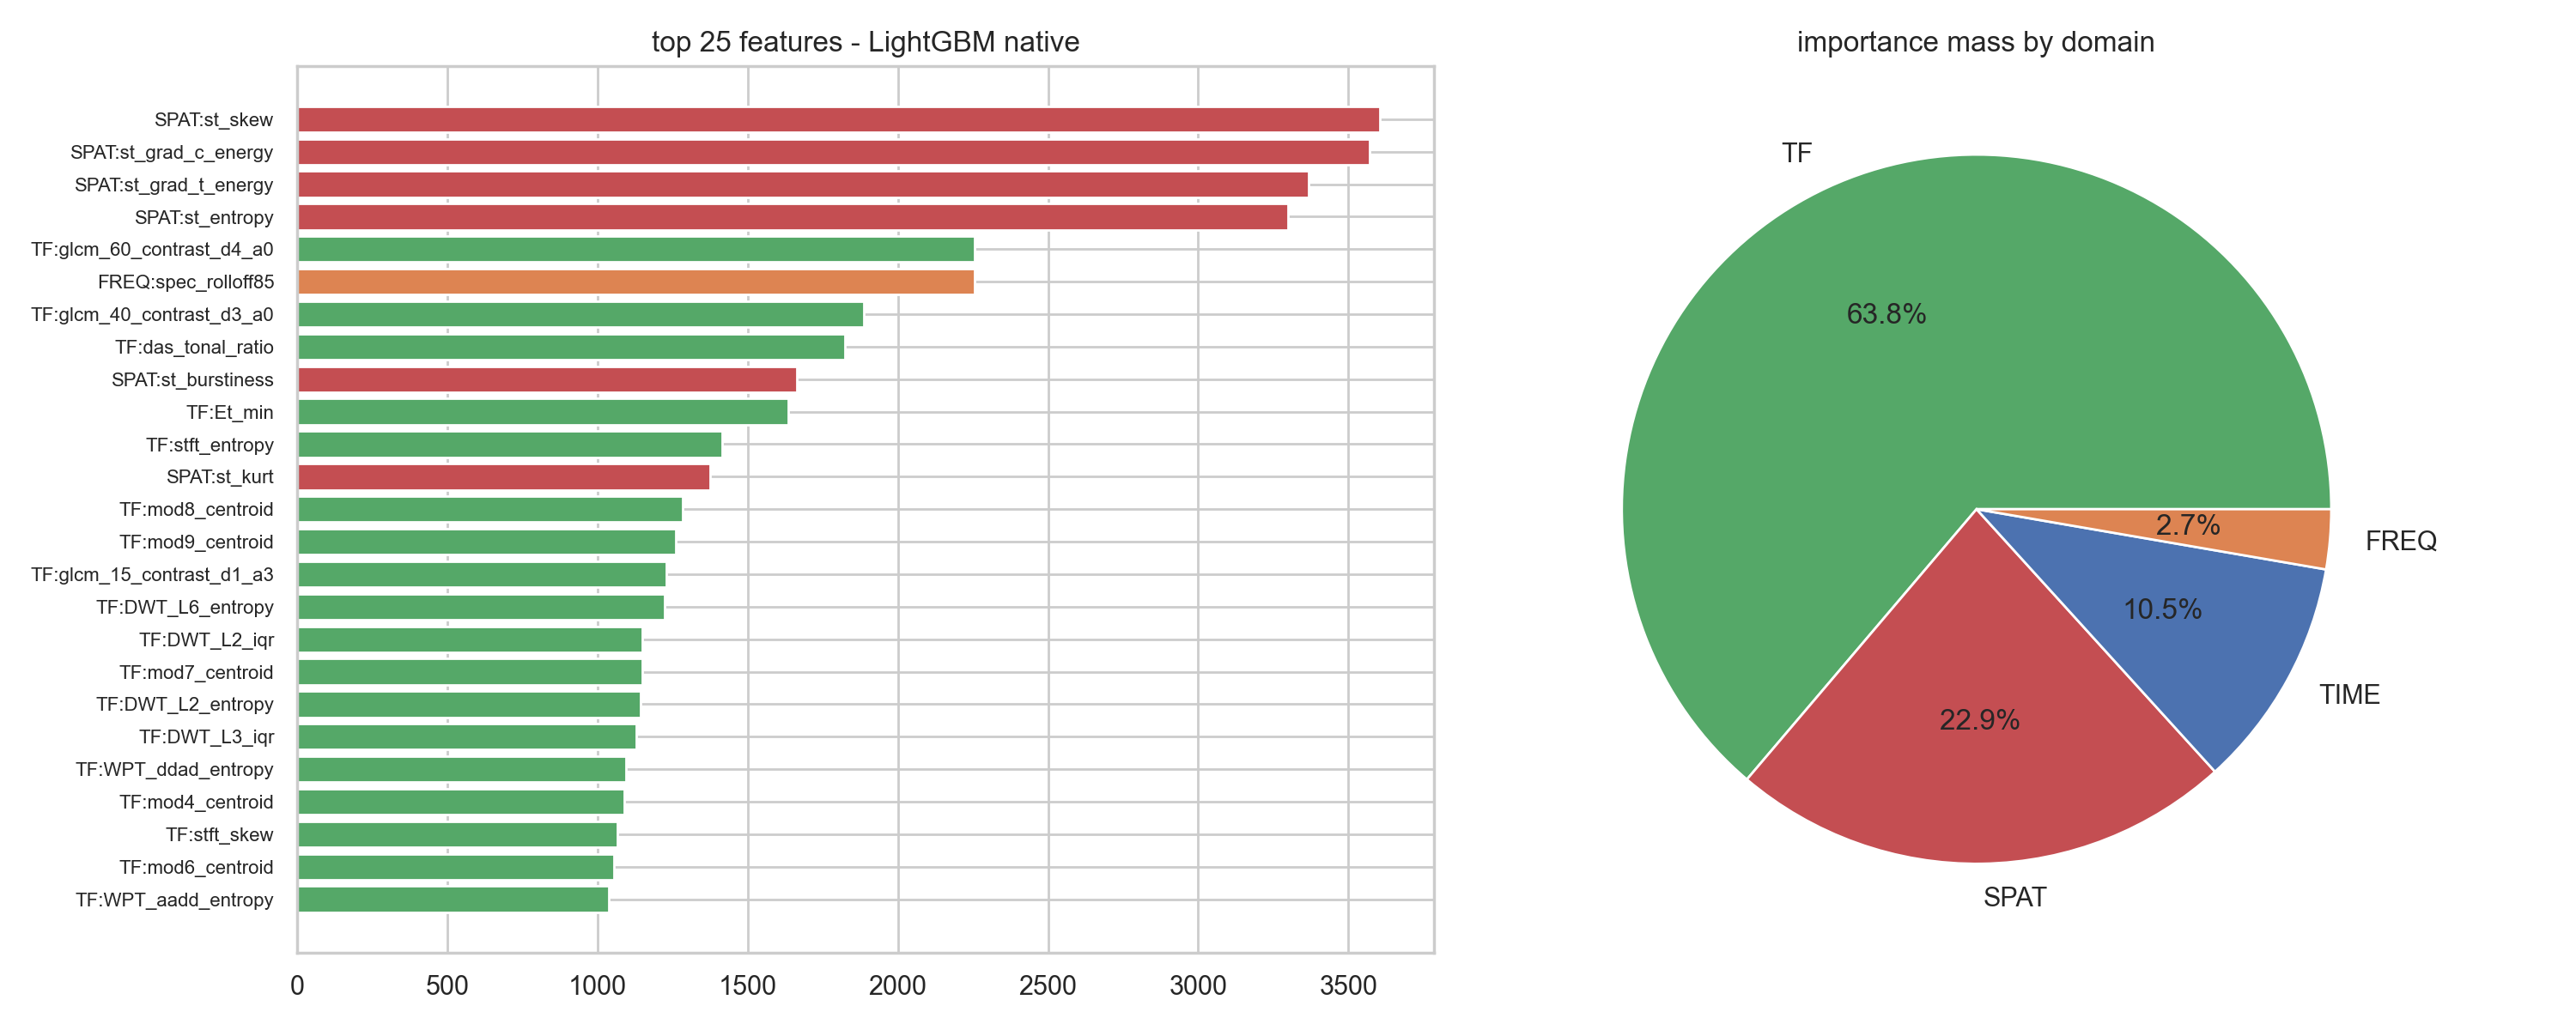 top 25 features - LightGBM native
SPAT:st_skew
SPAT:st_grad_c_energy
SPAT:st_grad_t_energy
SPAT:st_entropy
TF:glcm_60_contrast_d4_a0
FREQ:spec_rolloff85
TF:glcm_40_contrast_d3_a0
TF:das_tonal_ratio
SPAT:st_burstiness
TF:Et_min
TF:stft_entropy
SPAT:st_kurt
TF:mod8_centroid
TF:mod9_centroid
TF:glcm_15_contrast_d1_a3
TF:DWT_L6_entropy
TF:DWT_L2_iqr
TF:mod7_centroid
TF:DWT_L2_entropy
TF:DWT_L3_iqr
TF:WPT_ddad_entropy
TF:mod4_centroid
TF:stft_skew
TF:mod6_centroid
TF:WPT_aadd_entropy
0 500 1000 1500 2000 2500 3000 3500
importance mass by domain
TF
63.8%
2.7%
FREQ
10.5%
TIME
22.9%
SPAT